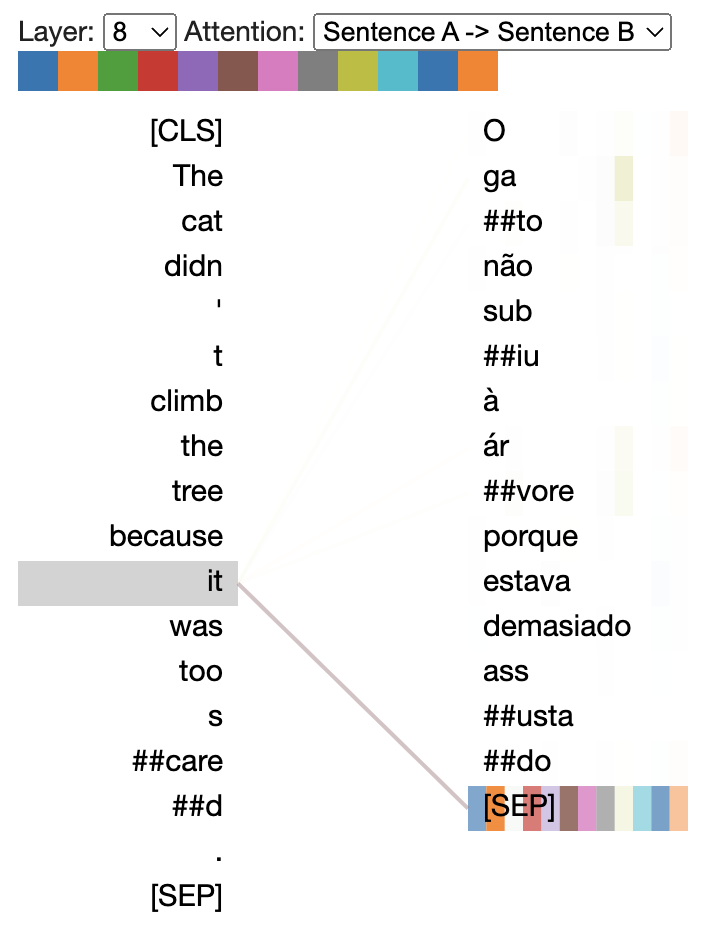 Layer: 8 Attention: Sentence A -> Sentence B
[CLS] O
The ga
cat ##to
didn não
' sub
t ##iu
climb à
the ár
tree ##vore
because porque
it estava
was demasiado
too ass
s ##usta
##care ##do
##d [SEP]
.
[SEP]